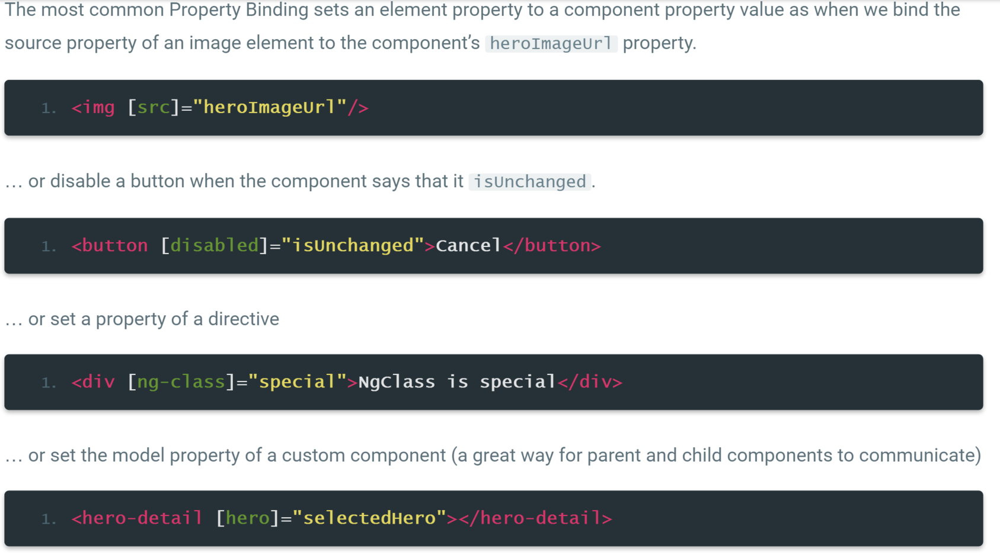 The most common Property Binding sets an element property to a component property value as when we bind the
source property of an image element to the component’s heroImageUrl property.
1. <img [src]="heroImageUrl"/>
… or disable a button when the component says that it isUnchanged.
1. <button [disabled]="isUnchanged">Cancel</button>
… or set a property of a directive
1. <div [ng-class]="special">NgClass is special</div>
… or set the model property of a custom component (a great way for parent and child components to communicate)
1. <hero-detail [hero]="selectedHero"></hero-detail>